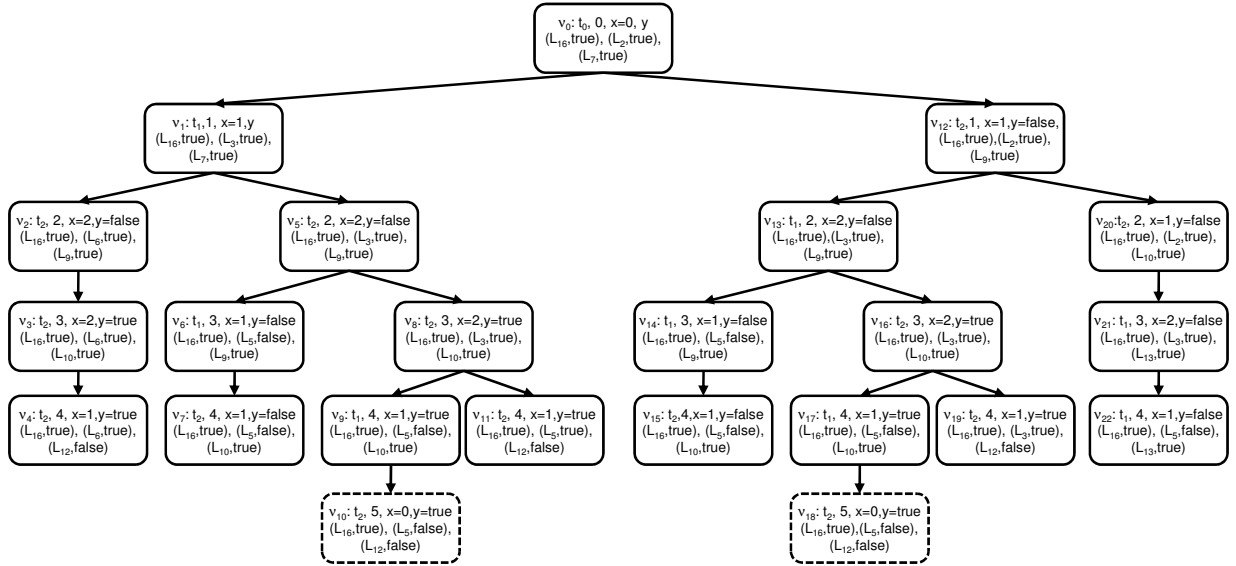 ν₀: t₀, 0, x=0, y
(L₁₆,true), (L₂,true),
(L₇,true)
ν₁: t₁,1, x=1,y
(L₁₆,true), (L₃,true),
(L₇,true)
ν₁₂: t₂,1, x=1,y=false,
(L₁₆,true),(L₂,true)
(L₉,true)
ν₂: t₂, 2, x=2,y=false
(L₁₆,true), (L₆,true),
(L₉,true)
ν₅: t₂, 2, x=2,y=false
(L₁₆,true), (L₃,true),
(L₉,true)
ν₁₃: t₁, 2, x=2,y=false
(L₁₆,true),(L₃,true),
(L₉,true)
ν₂₀:t₂, 2, x=1,y=false
(L₁₆,true), (L₂,true)
(L₁₀,true)
ν₃: t₂, 3, x=2,y=true
(L₁₆,true), (L₆,true),
(L₁₀,true)
ν₆: t₁, 3, x=1,y=false
(L₁₆,true), (L₅,false),
(L₉,true)
ν₈: t₂, 3, x=2,y=true
(L₁₆,true), (L₃,true),
(L₁₀,true)
ν₁₄: t₁, 3, x=1,y=false
(L₁₆,true), (L₅,false),
(L₉,true)
ν₁₆: t₂, 3, x=2,y=true
(L₁₆,true), (L₃,true),
(L₁₀,true)
ν₂₁: t₁, 3, x=2,y=false
(L₁₆,true), (L₃,true),
(L₁₃,true)
ν₄: t₂, 4, x=1,y=true
(L₁₆,true), (L₆,true)
(L₁₂,false)
ν₇: t₂, 4, x=1,y=false
(L₁₆,true), (L₅,false),
(L₁₀,true)
ν₉: t₁, 4, x=1,y=true
(L₁₆,true), (L₅,false),
(L₁₀,true)
ν₁₁: t₂, 4, x=1,y=true
(L₁₆,true), (L₅,true),
(L₁₂,false)
ν₁₅: t₂,4,x=1,y=false
(L₁₆,true), (L₅,false),
(L₁₀,true)
ν₁₇: t₁, 4, x=1,y=true
(L₁₆,true), (L₅,false),
(L₁₀,true)
ν₁₉: t₂, 4, x=1,y=true
(L₁₆,true), (L₃,true),
(L₁₂,false)
ν₂₂: t₁, 4, x=1,y=false
(L₁₆,true), (L₅,false),
(L₁₃,true)
ν₁₀: t₂, 5, x=0,y=true
(L₁₆,true), (L₅,false),
(L₁₂,false)
ν₁₈: t₂, 5, x=0,y=true
(L₁₆,true),(L₅,false),
(L₁₂,false)